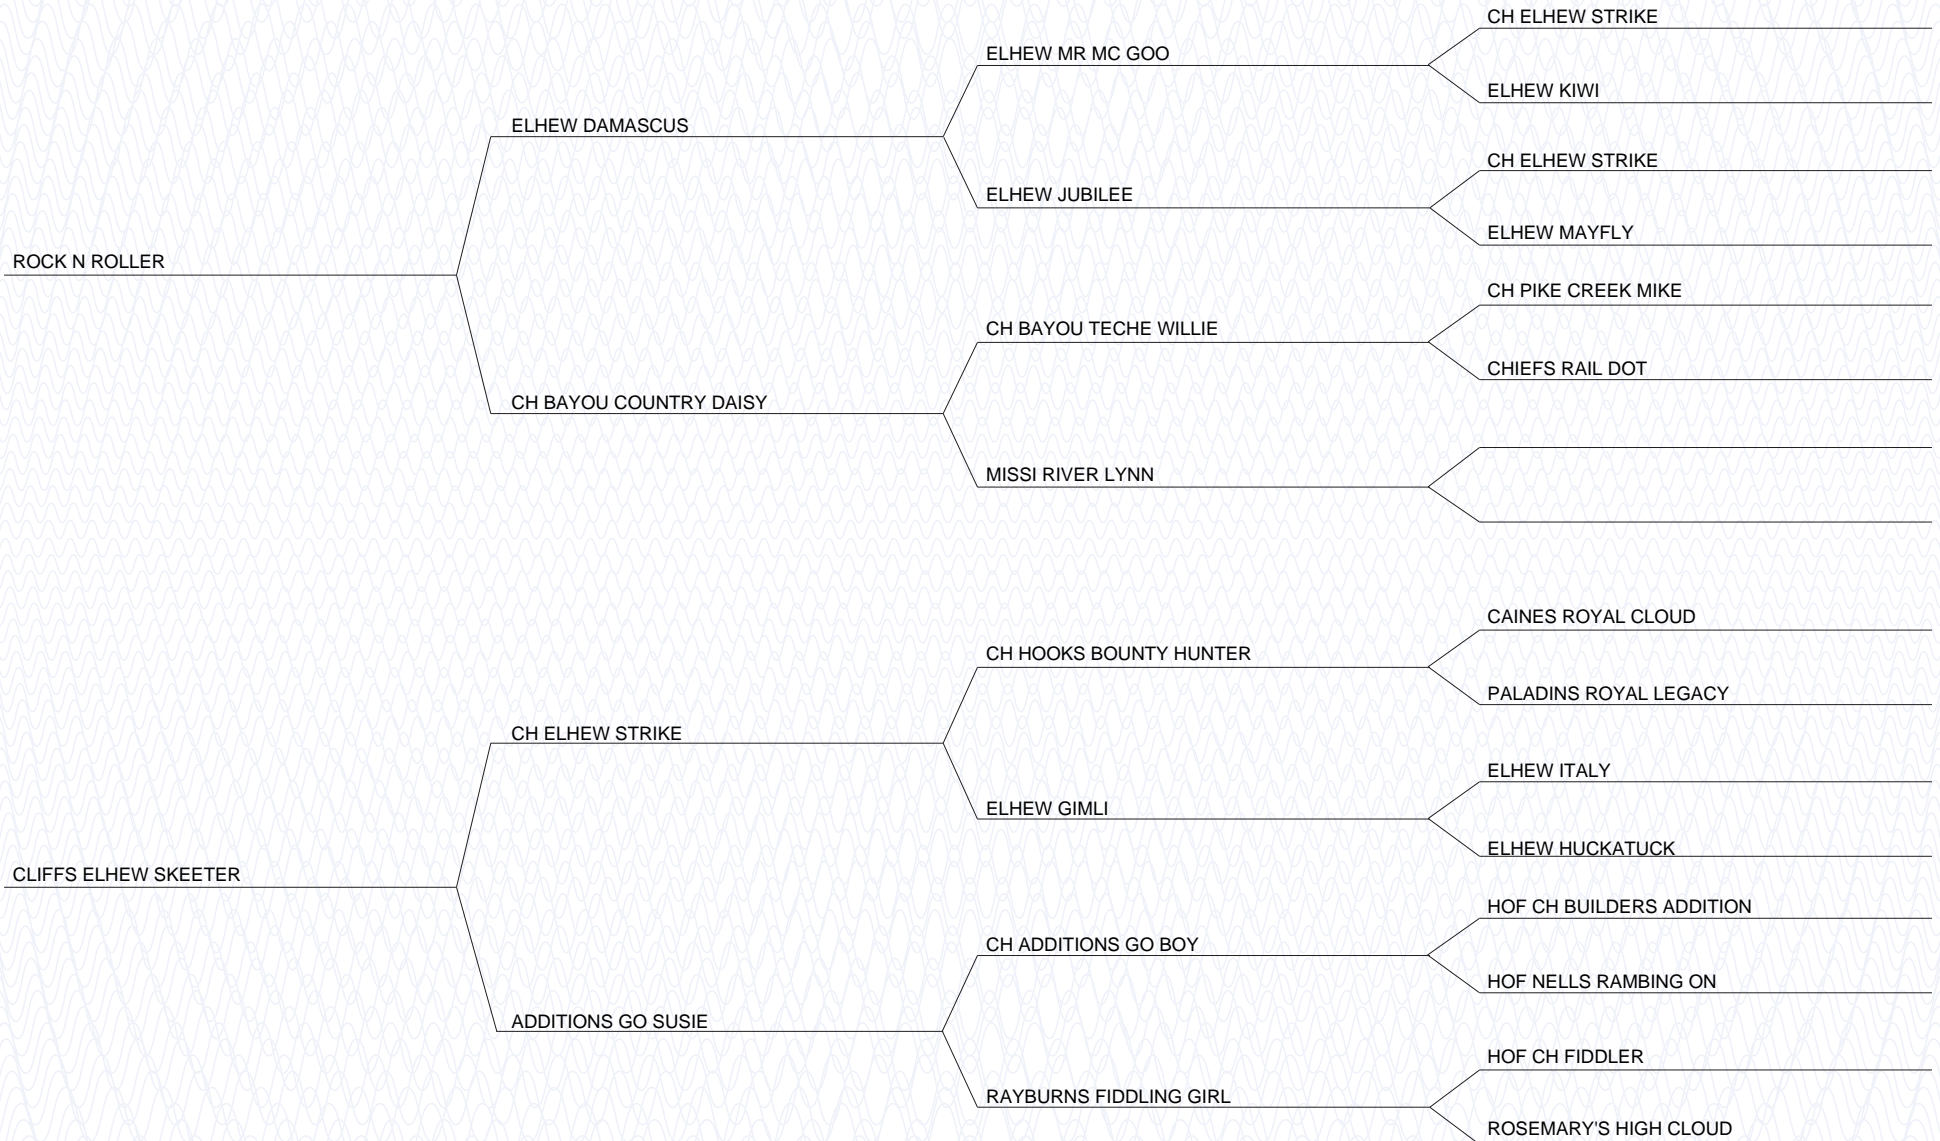 CH ELHEW STRIKE
ELHEW MR MC GOO
ELHEW KIWI
ELHEW DAMASCUS
CH ELHEW STRIKE
ELHEW JUBILEE
ELHEW MAYFLY
ROCK N ROLLER
CH PIKE CREEK MIKE
CH BAYOU TECHE WILLIE
CHIEFS RAIL DOT
CH BAYOU COUNTRY DAISY
MISSI RIVER LYNN
CAINES ROYAL CLOUD
CH HOOKS BOUNTY HUNTER
PALADINS ROYAL LEGACY
CH ELHEW STRIKE
ELHEW ITALY
ELHEW GIMLI
ELHEW HUCKATUCK
CLIFFS ELHEW SKEETER
HOF CH BUILDERS ADDITION
CH ADDITIONS GO BOY
HOF NELLS RAMBING ON
ADDITIONS GO SUSIE
HOF CH FIDDLER
RAYBURNS FIDDLING GIRL
ROSEMARY'S HIGH CLOUD